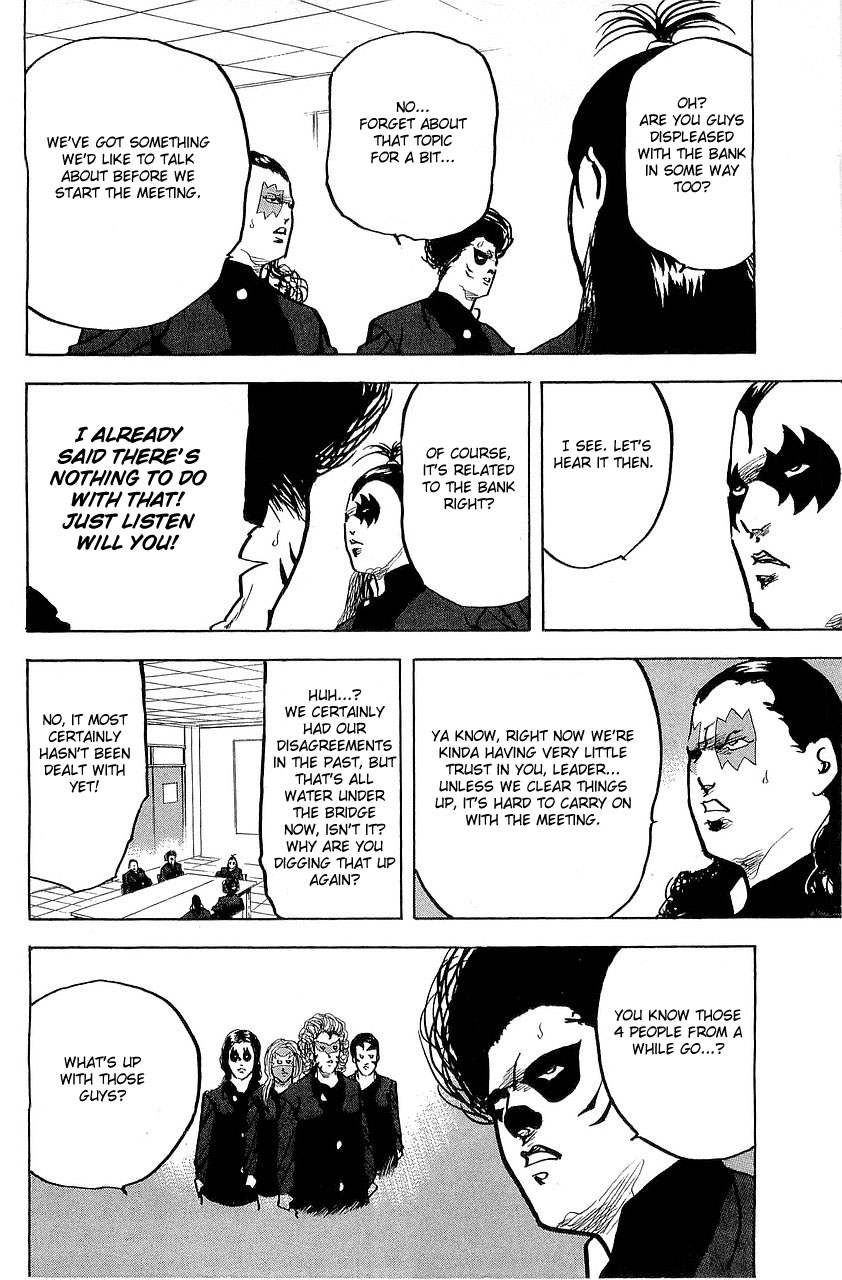 OH?
ARE YOU GUYS
DISPLEASED
WITH THE BANK
IN SOME WAY
TOO?
NO...
FORGET ABOUT
THAT TOPIC
FOR A BIT...
WE'VE GOT SOMETHING
WE'D LIKE TO TALK
ABOUT BEFORE WE
START THE MEETING.
I SEE. LET'S
HEAR IT THEN.
OF COURSE,
IT'S RELATED
TO THE BANK
RIGHT?
I ALREADY
SAID THERE'S
NOTHING TO DO
WITH THAT!
JUST LISTEN
WILL YOU!
YA KNOW, RIGHT NOW WE'RE
KINDA HAVING VERY LITTLE
TRUST IN YOU, LEADER...
UNLESS WE CLEAR THINGS
UP, IT'S HARD TO CARRY ON
WITH THE MEETING.
HUH...?
WE CERTAINLY
HAD OUR
DISAGREEMENTS
IN THE PAST, BUT
THAT'S ALL
WATER UNDER
THE BRIDGE
NOW, ISN'T IT?
WHY ARE YOU
DIGGING THAT UP
AGAIN?
NO, IT MOST
CERTAINLY
HASN'T BEEN
DEALT WITH
YET!
YOU KNOW THOSE
4 PEOPLE FROM A
WHILE GO...?
WHAT'S UP
WITH THOSE
GUYS?